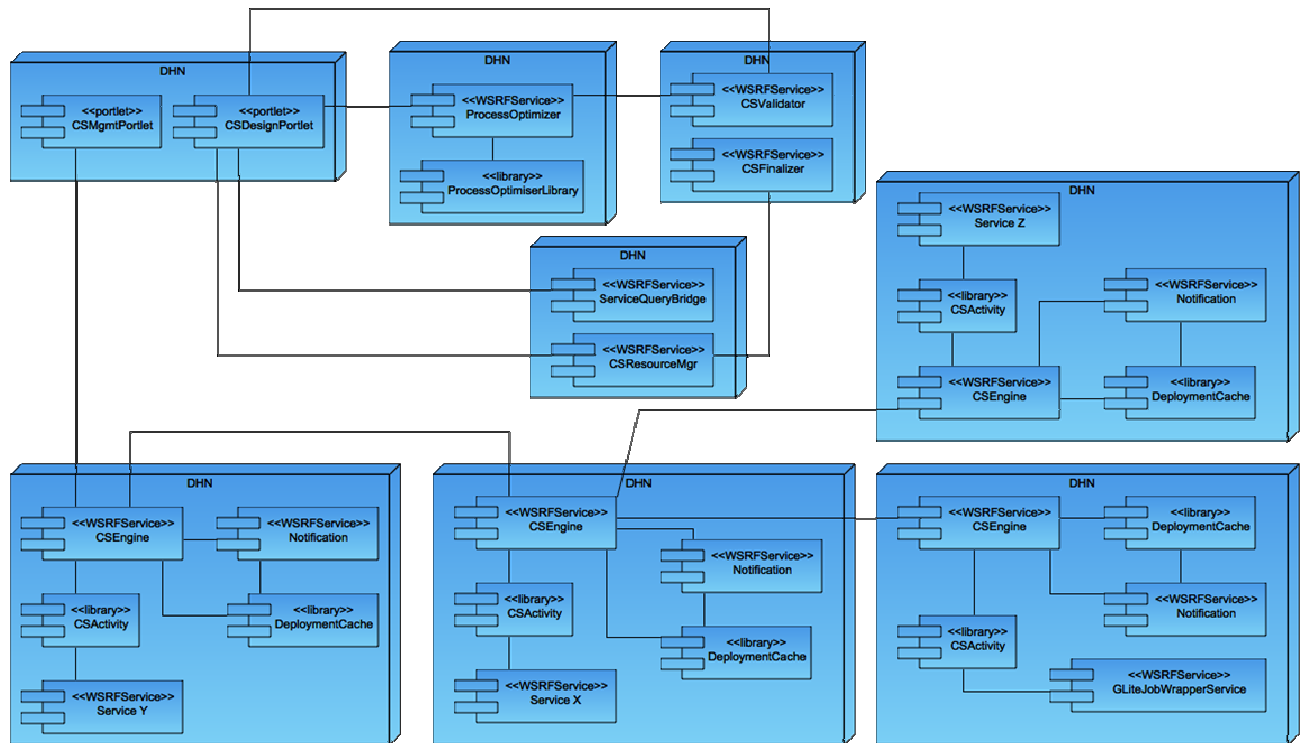 DHN
<<portlet>>
CSMgmtPortlet
<<portlet>>
CSDesignPortlet
DHN
<<WSRFService>>
ProcessOptimizer
<<library>>
ProcessOptimiserLibrary
DHN
<<WSRFService>>
CSValidator
<<WSRFService>>
CSFinalizer
DHN
<<WSRFService>>
ServiceQueryBridge
<<WSRFService>>
CSResourceMgr
DHN
<<WSRFService>>
Service Z
<<library>>
CSActivity
<<WSRFService>>
Notification
<<WSRFService>>
CSEngine
<<library>>
DeploymentCache
DHN
<<WSRFService>>
CSEngine
<<WSRFService>>
Notification
<<library>>
CSActivity
<<library>>
DeploymentCache
<<WSRFService>>
Service Y
DHN
<<WSRFService>>
CSEngine
<<WSRFService>>
Notification
<<library>>
CSActivity
<<library>>
DeploymentCache
<<WSRFService>>
Service X
DHN
<<WSRFService>>
CSEngine
<<library>>
DeploymentCache
<<WSRFService>>
Notification
<<library>>
CSActivity
<<WSRFService>>
GLiteJobWrapperService